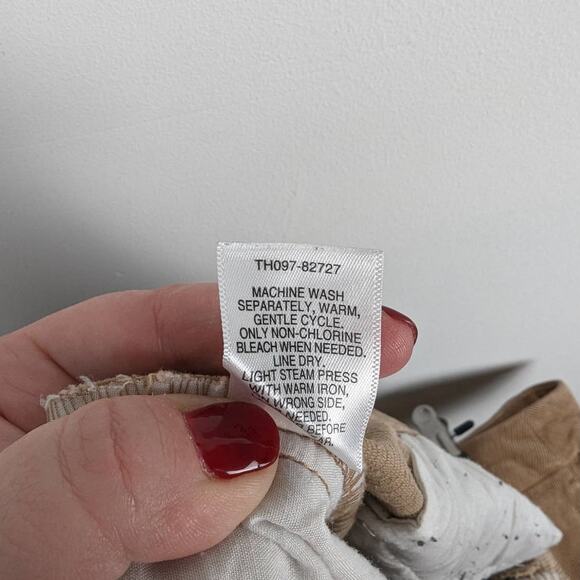 TH097-82727
MACHINE WASH
SEPARATELY, WARM,
GENTLE CYCLE.
ONLY NON-CHLORINE
BLEACH WHEN NEEDED.
LINE DRY.
LIGHT STEAM PRESS
WITH WARM IRON,
WRONG SIDE,
NEEDED.
BEFORE